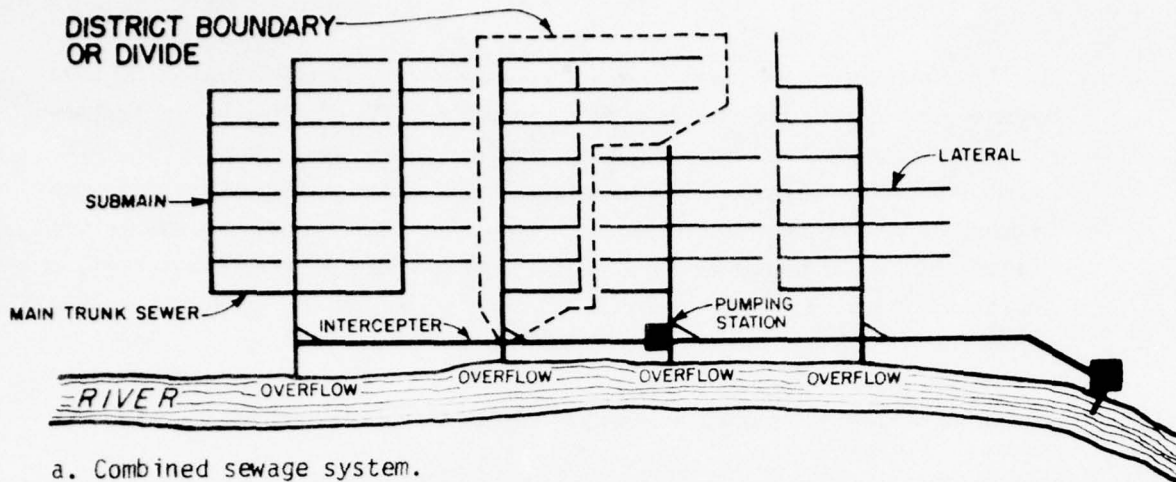 DISTRICT BOUNDARY
OR DIVIDE
LATERAL
SUBMAIN
MAIN TRUNK SEWER
INTERCEPTER
PUMPING
STATION
OVERFLOW
OVERFLOW
OVERFLOW
OVERFLOW
RIVER
a. Combined sewage system.